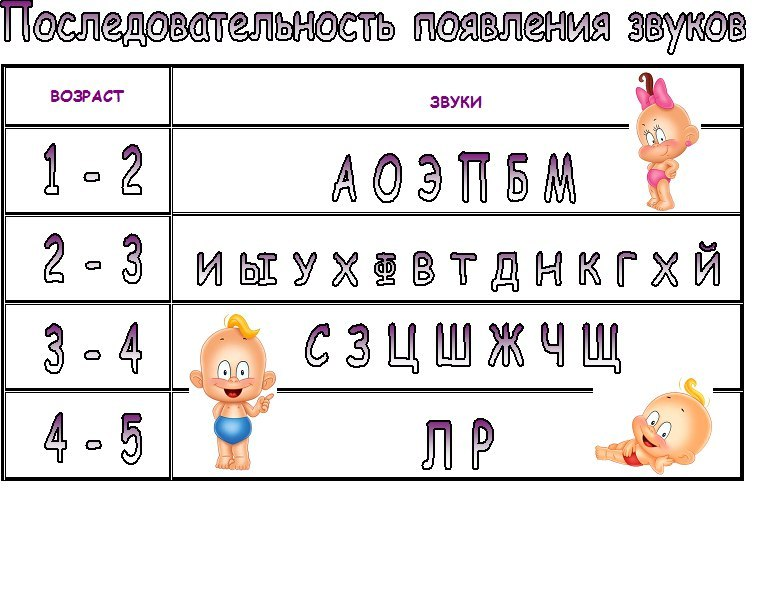 Последовательность появления звуков
ВОЗРАСТ ЗВУКИ
1 - 2 А О Э П Б М
2 - 3 И Ы У Х Ф В Т Д Н К Г Х Й
3 - 4 С З Ц Ш Ж Ч Щ
4 - 5 Л Р